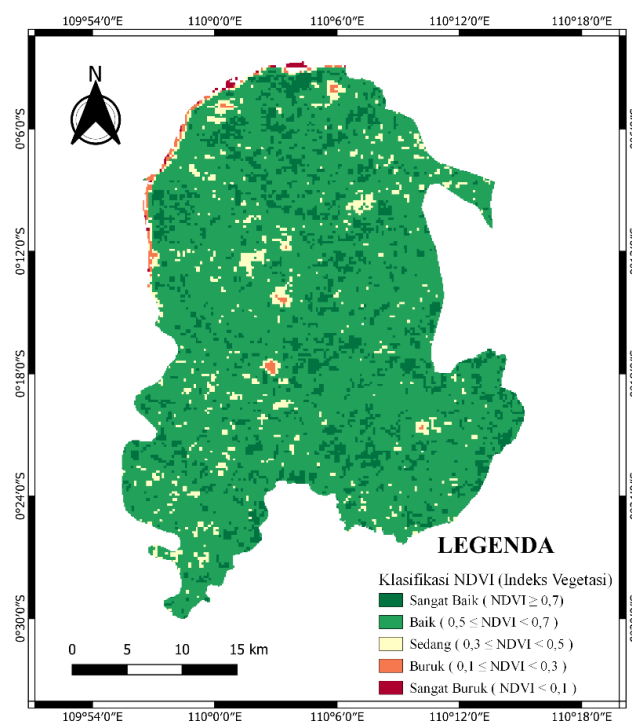 109°54'0"E 110°0'0"E 110°6'0"E 110°12'0"E 110°18'0"E
N
0°6'0"S
0°12'0"S
0°18'0"S
0°24'0"S
0°30'0"S
LEGENDA
Klasifikasi NDVI (Indeks Vegetasi)
Sangat Baik ( NDVI ≥ 0,7)
Baik ( 0,5 ≤ NDVI < 0,7 )
Sedang ( 0,3 ≤ NDVI < 0,5 )
Buruk ( 0,1 ≤ NDVI < 0,3 )
Sangat Buruk ( NDVI < 0,1 )
0 5 10 15 km
109°54'0"E 110°0'0"E 110°6'0"E 110°12'0"E 110°18'0"E